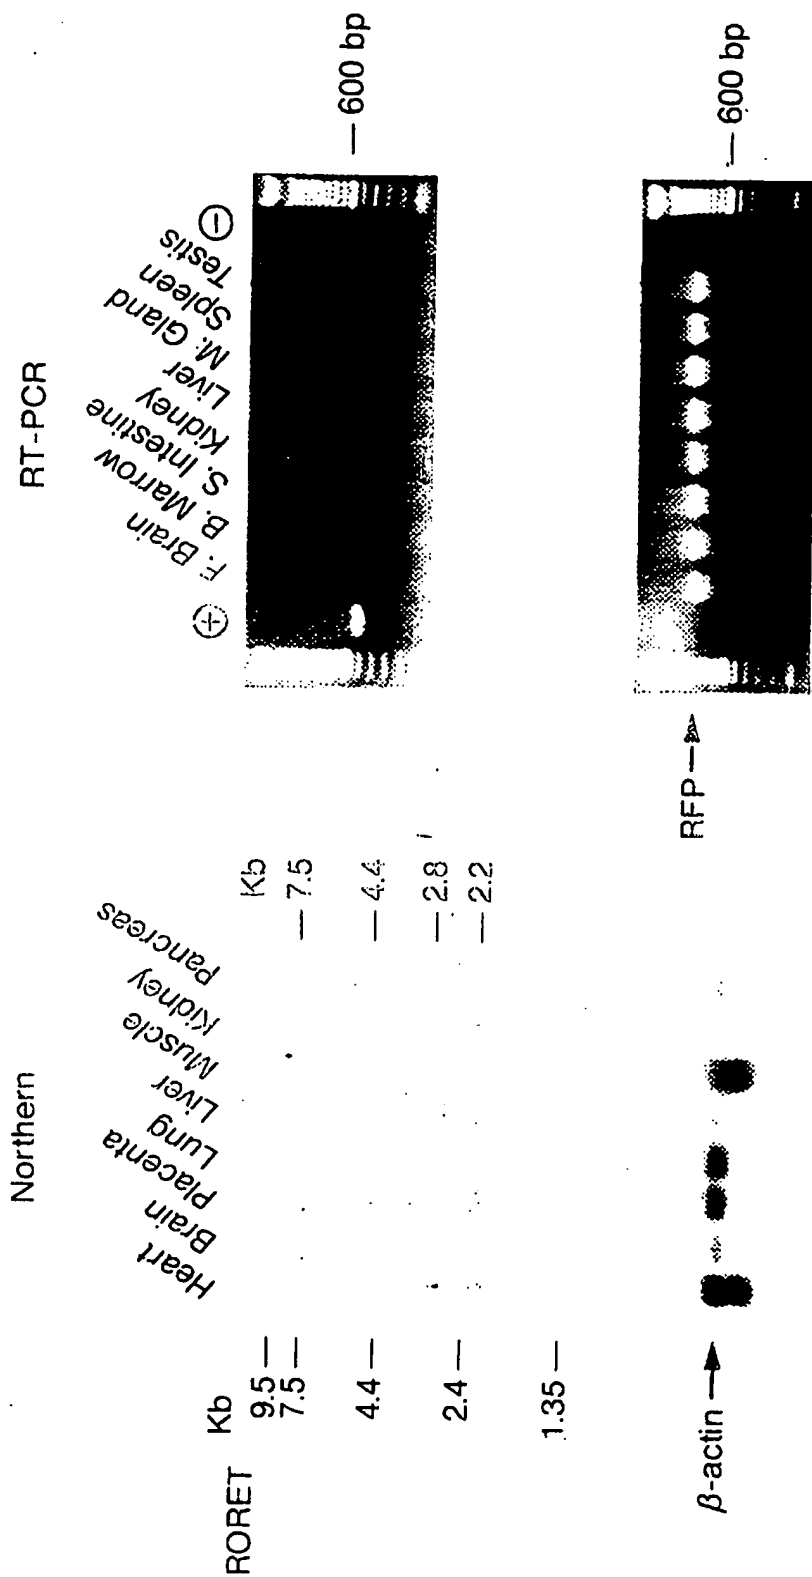 Northern
RT-PCR
RORET
Kb
9.5
7.5
4.4
2.4
1.35
Heart
Brain
Placenta
Lung
Liver
Muscle
Kidney
Pancreas
Kb
7.5
4.4
2.8
2.2
β-actin
+
F. Brain
B. Marrow
S. Intestine
Kidney
Liver
M. Gland
Spleen
Testis
−
600 bp
RFP
600 bp